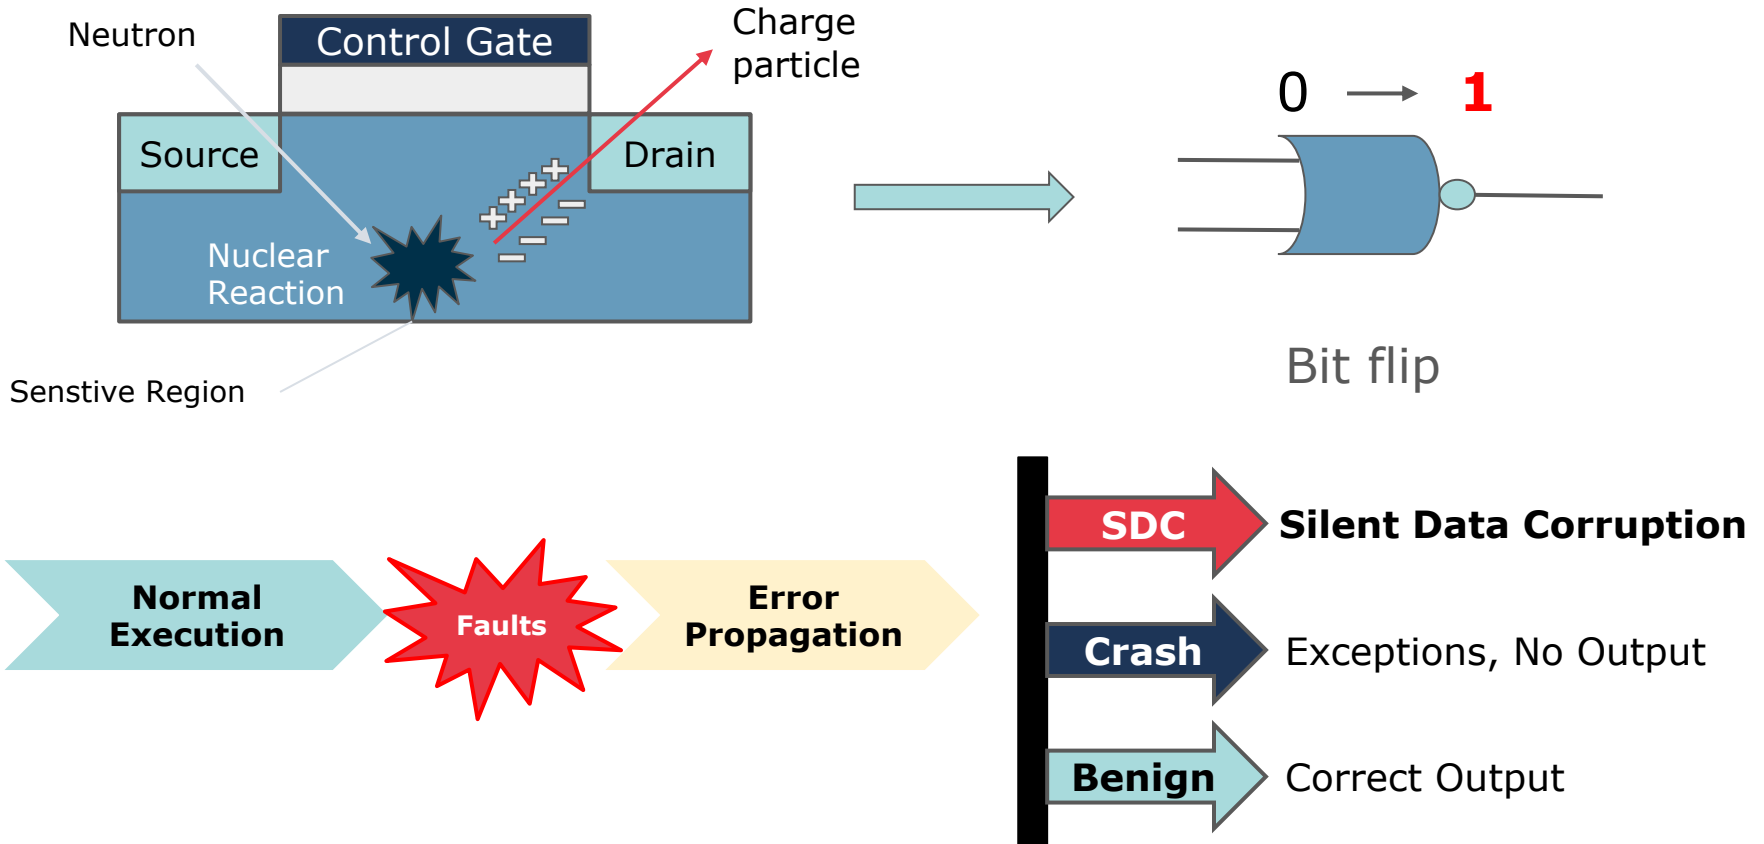 Neutron
Control Gate
Charge
particle
Source
Drain
Nuclear
Reaction
Senstive Region
0
1
Bit flip
Normal
Execution
Faults
Error
Propagation
SDC
Silent Data Corruption
Crash
Exceptions, No Output
Benign
Correct Output